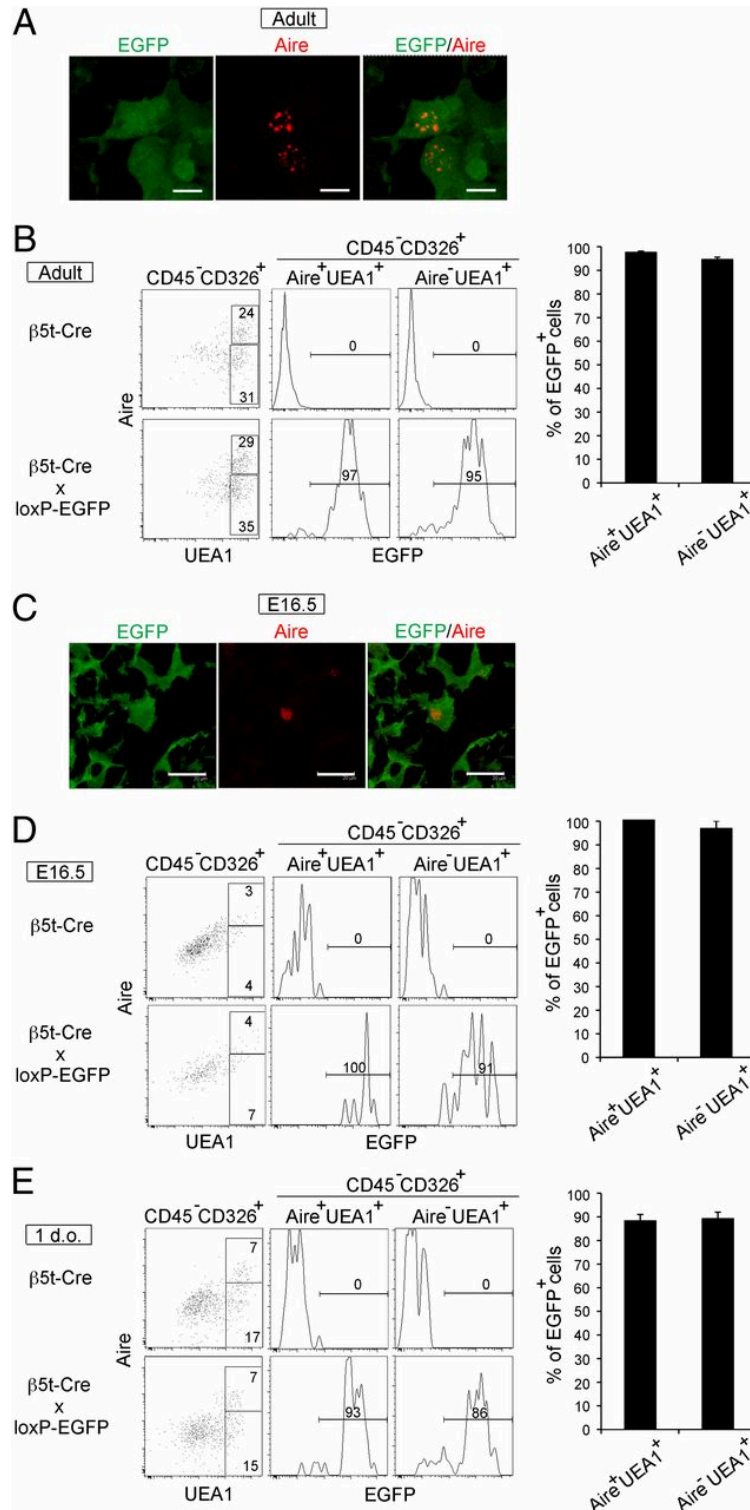 A
Adult
EGFP Aire EGFP/Aire
B
Adult
CD45⁻CD326⁺
CD45⁻CD326⁺ Aire⁺UEA1⁺ Aire⁻UEA1⁺
β5t-Cre
24
31
0
0
β5t-Cre
x
loxP-EGFP
29
35
97
95
Aire
UEA1
EGFP
% of EGFP⁺ cells
100
90
80
70
60
50
40
30
20
10
0
Aire⁺UEA1⁺
Aire⁻UEA1⁺
C
E16.5
EGFP Aire EGFP/Aire
D
E16.5
CD45⁻CD326⁺
CD45⁻CD326⁺ Aire⁺UEA1⁺ Aire⁻UEA1⁺
β5t-Cre
3
4
0
0
β5t-Cre
x
loxP-EGFP
4
7
100
91
Aire
UEA1
EGFP
% of EGFP⁺ cells
100
90
80
70
60
50
40
30
20
10
0
Aire⁺UEA1⁺
Aire⁻UEA1⁺
E
1 d.o.
CD45⁻CD326⁺
CD45⁻CD326⁺ Aire⁺UEA1⁺ Aire⁻UEA1⁺
β5t-Cre
7
17
0
0
β5t-Cre
x
loxP-EGFP
7
15
93
86
Aire
UEA1
EGFP
% of EGFP⁺ cells
100
90
80
70
60
50
40
30
20
10
0
Aire⁺UEA1⁺
Aire⁻UEA1⁺